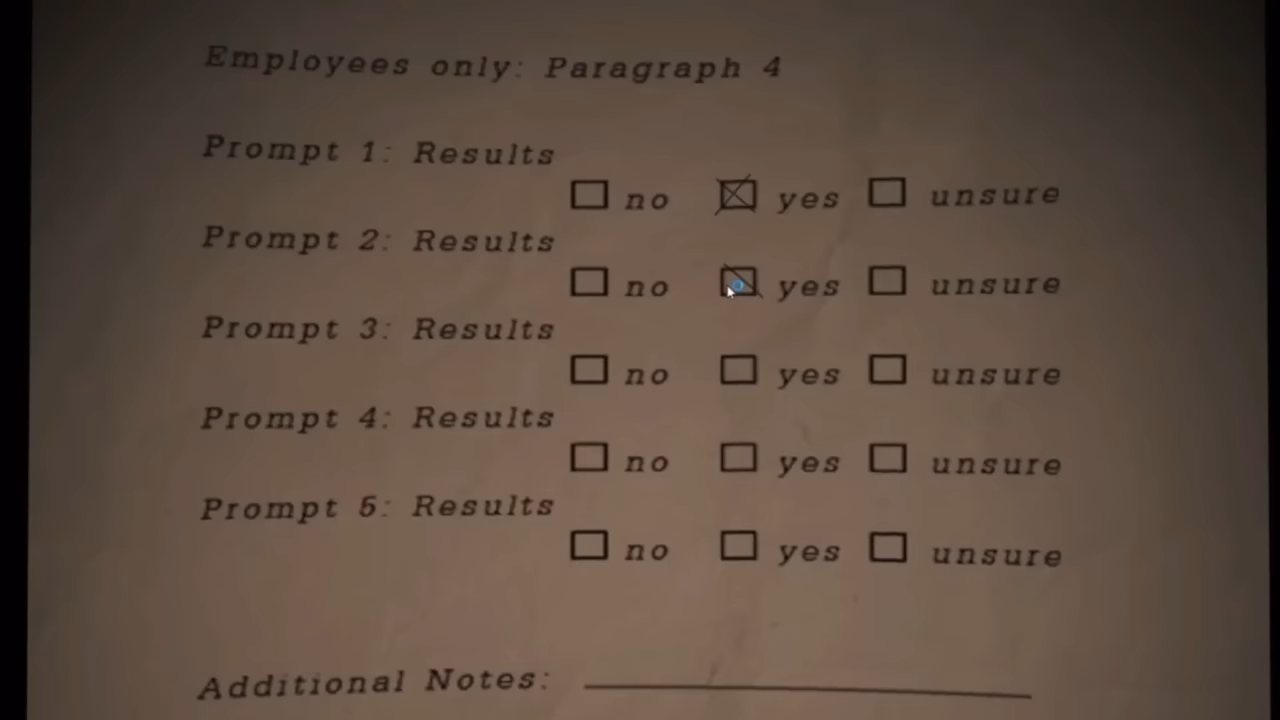 Employees only: Paragraph 4
Prompt 1: Results
no yes unsure
Prompt 2: Results
no yes unsure
Prompt 3: Results
no yes unsure
Prompt 4: Results
no yes unsure
Prompt 5: Results
no yes unsure
Additional Notes: